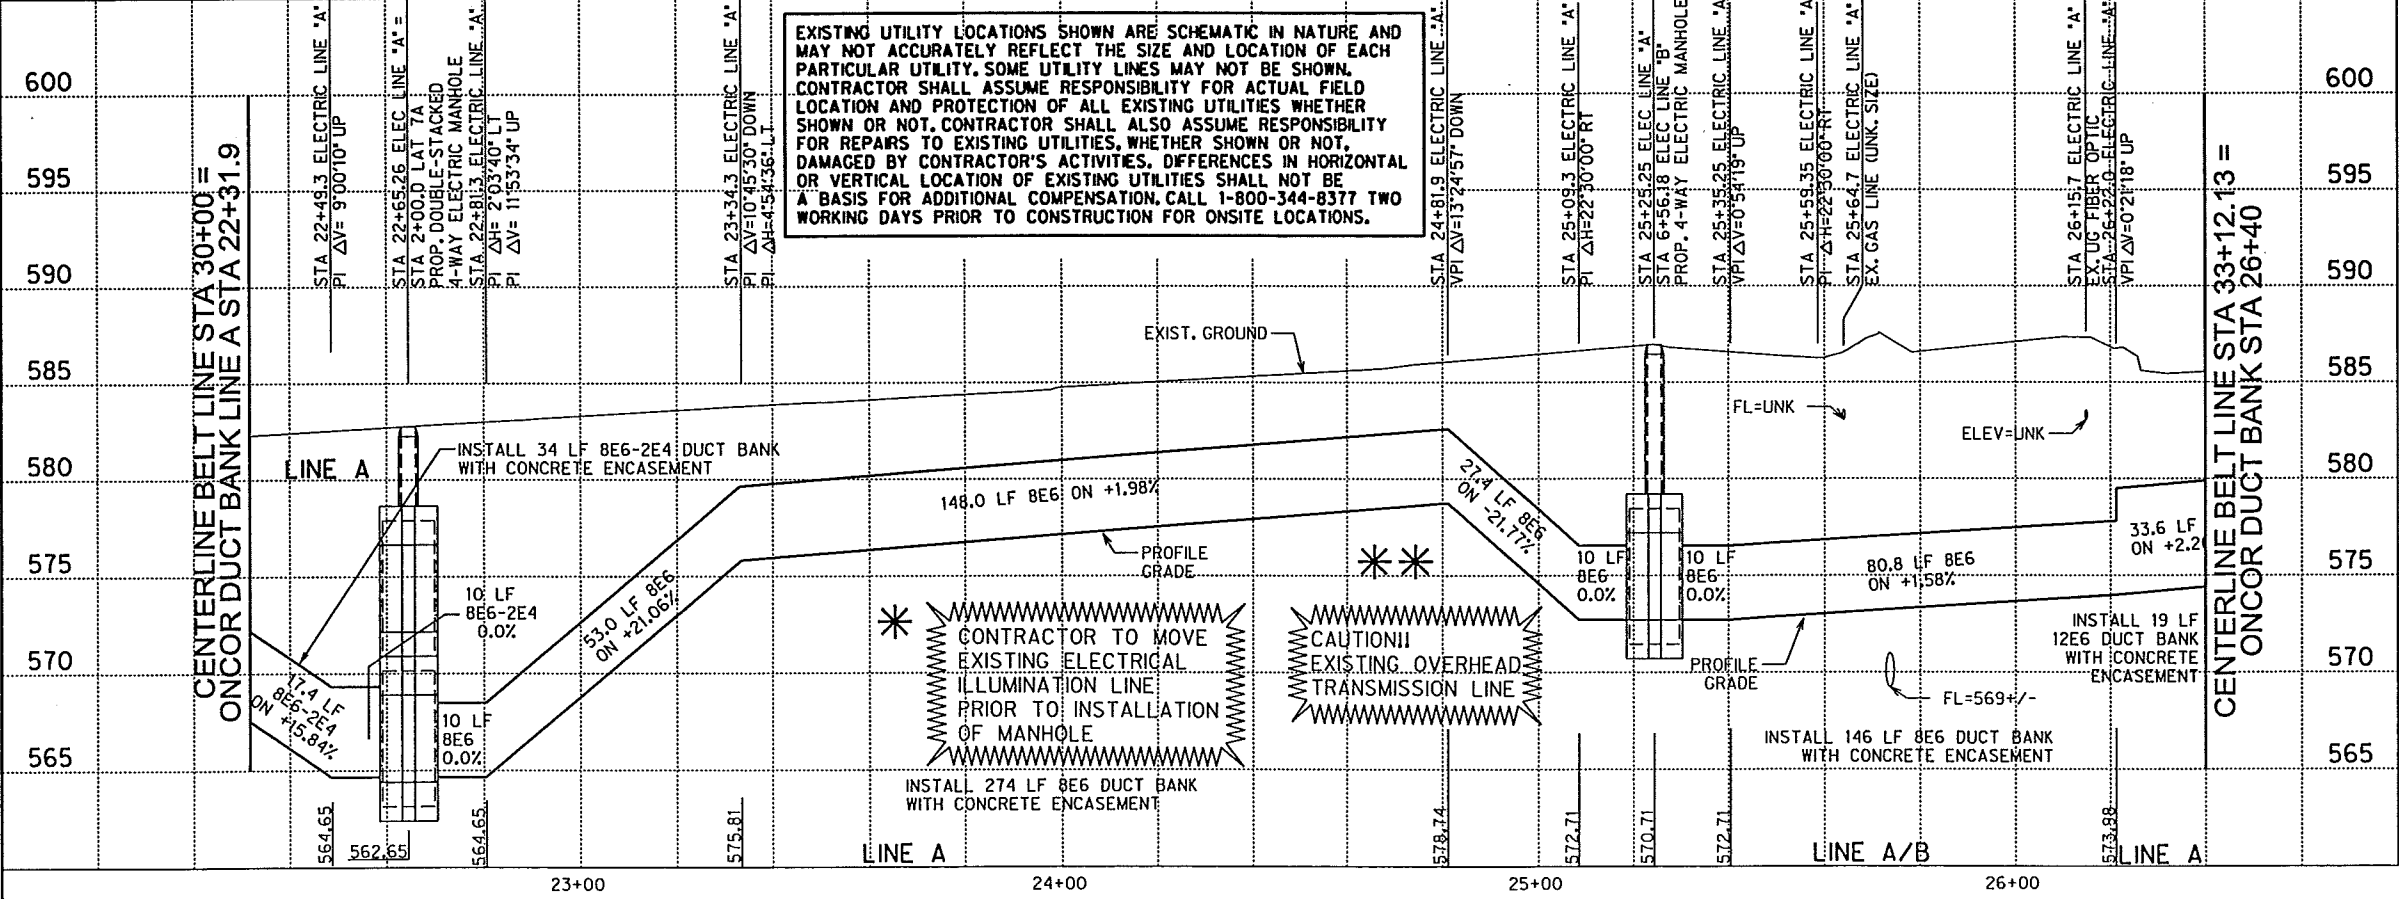 600
595
590
585
580
575
570
565
CENTERLINE BELT LINE STA 30+00 =
ONCOR DUCT BANK LINE A STA 22+31.9
STA 22+49.3 ELECTRIC LINE "A"
PI ΔV= 9°00'10" UP
STA 22+65.26 ELEC LINE "A" =
STA 2+00.0 LAT 7A
PROP. DOUBLE-STACKED
4-WAY ELECTRIC MANHOLE
STA 22+81.3 ELECTRIC LINE "A"
PI ΔH= 2°03'40" LT
PI ΔV= 11°53'34" UP
STA 23+34.3 ELECTRIC LINE "A"
PI ΔV=10°45'30" DOWN
PI ΔH=4°54'36" LT
EXISTING UTILITY LOCATIONS SHOWN ARE SCHEMATIC IN NATURE AND
MAY NOT ACCURATELY REFLECT THE SIZE AND LOCATION OF EACH
PARTICULAR UTILITY. SOME UTILITY LINES MAY NOT BE SHOWN.
CONTRACTOR SHALL ASSUME RESPONSIBILITY FOR ACTUAL FIELD
LOCATION AND PROTECTION OF ALL EXISTING UTILITIES WHETHER
SHOWN OR NOT. CONTRACTOR SHALL ALSO ASSUME RESPONSIBILITY
FOR REPAIRS TO EXISTING UTILITIES, WHETHER SHOWN OR NOT,
DAMAGED BY CONTRACTOR'S ACTIVITIES. DIFFERENCES IN HORIZONTAL
OR VERTICAL LOCATION OF EXISTING UTILITIES SHALL NOT BE
A BASIS FOR ADDITIONAL COMPENSATION. CALL 1-800-344-8377 TWO
WORKING DAYS PRIOR TO CONSTRUCTION FOR ONSITE LOCATIONS.
STA 24+81.9 ELECTRIC LINE "A"
VPI ΔV=13°24'57" DOWN
STA 25+09.3 ELECTRIC LINE "A"
PI ΔH=22°30'00" RT
STA 25+25.25 ELEC LINE "A"
STA 6+56.18 ELEC LINE "B"
PROP. 4-WAY ELECTRIC MANHOLE
STA 25+35.25 ELECTRIC LINE "A"
VPI ΔV=0°54'19" UP
STA 25+59.35 ELECTRIC LINE "A"
PI ΔH=22°30'00" RT
STA 25+64.7 ELECTRIC LINE "A"
EX. GAS LINE (UNK. SIZE)
STA 26+15.7 ELECTRIC LINE "A"
EX. UG FIBER OPTIC
STA 26+22.0 ELECTRIC LINE "A"
VPI ΔV=0°21'18" UP
CENTERLINE BELT LINE STA 33+12.13 =
ONCOR DUCT BANK STA 26+40
600
595
590
585
580
575
570
565
EXIST. GROUND
FL=UNK
ELEV=UNK
LINE A
INSTALL 34 LF 8E6-2E4 DUCT BANK
WITH CONCRETE ENCASEMENT
17.4 LF
8E6-2E4
ON +15.84%
10 LF
8E6-2E4
0.0%
10 LF
8E6
0.0%
53.0 LF 8E6
ON +21.06%
148.0 LF 8E6 ON +1.98%
PROFILE
GRADE
27.4 LF 8E6
ON -21.77%
10 LF
8E6
0.0%
10 LF
8E6
0.0%
80.8 LF 8E6
ON +1.58%
33.6 LF
ON +2.2
CONTRACTOR TO MOVE
EXISTING ELECTRICAL
ILLUMINATION LINE
PRIOR TO INSTALLATION
OF MANHOLE
CAUTION!!
EXISTING OVERHEAD
TRANSMISSION LINE
PROFILE
GRADE
FL=569+/-
INSTALL 19 LF
12E6 DUCT BANK
WITH CONCRETE
ENCASEMENT
INSTALL 146 LF 8E6 DUCT BANK
WITH CONCRETE ENCASEMENT
INSTALL 274 LF 8E6 DUCT BANK
WITH CONCRETE ENCASEMENT
564.65
562.65
564.65
575.81
LINE A
578.74
572.71
570.71
572.71
LINE A/B
573.98
LINE A
23+00
24+00
25+00
26+00